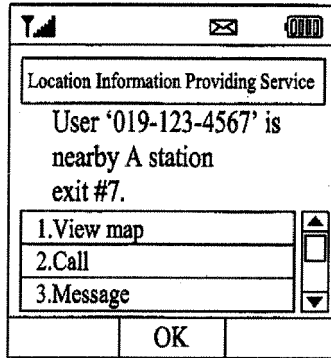 Location Information Providing Service
User ‘019-123-4567’ is
nearby A station
exit #7.
1.View map
2.Call
3.Message
OK